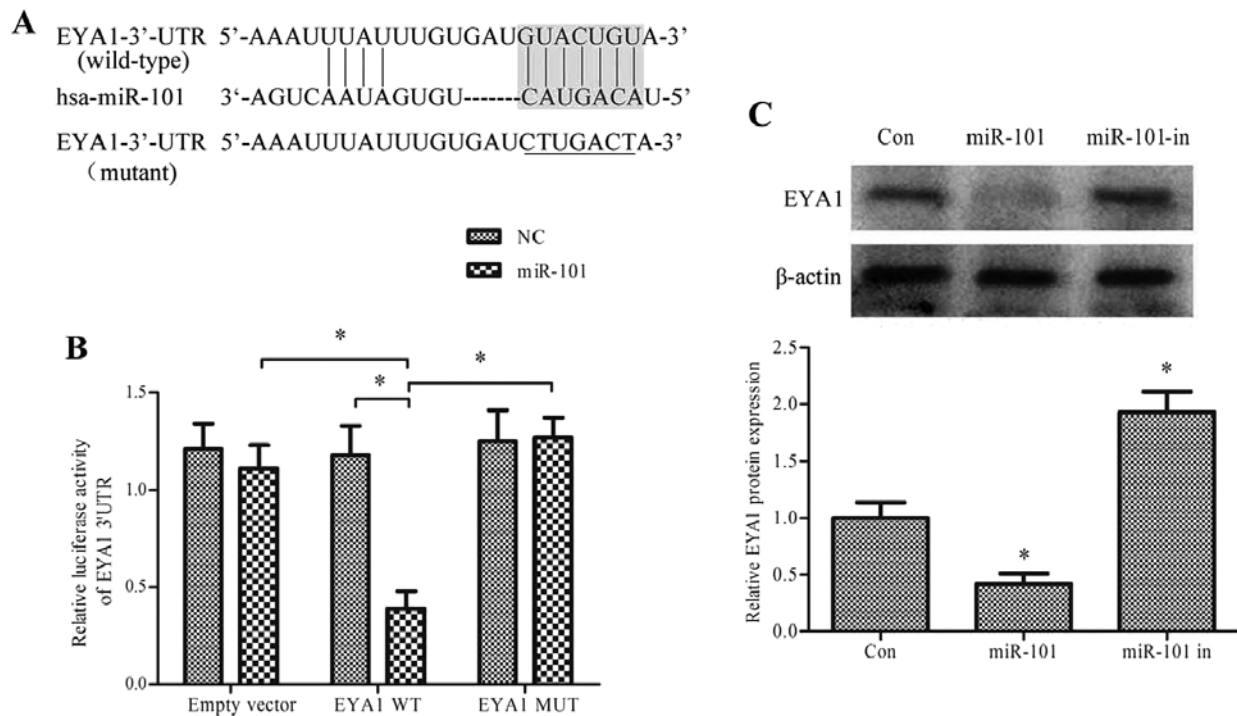 A
EYA1-3’-UTR 5’-AAAUUUAUUUGUGAUGUACUGUA-3’
(wild-type)
hsa-miR-101 3‘-AGUCAAUAGUGU-------CAUGACAU-5’
EYA1-3’-UTR 5’-AAAUUUAUUUGUGAUCTUGACTA-3’
(mutant)
NC
miR-101
B
*
*
*
Relative luciferase activity
of EYA1 3'UTR
1.5
1.0
0.5
0.0
Empty vector EYA1 WT EYA1 MUT
C
Con miR-101 miR-101-in
EYA1
β-actin
Relative EYA1 protein expression
2.5
2.0
1.5
1.0
0.5
0.0
*
*
Con miR-101 miR-101 in